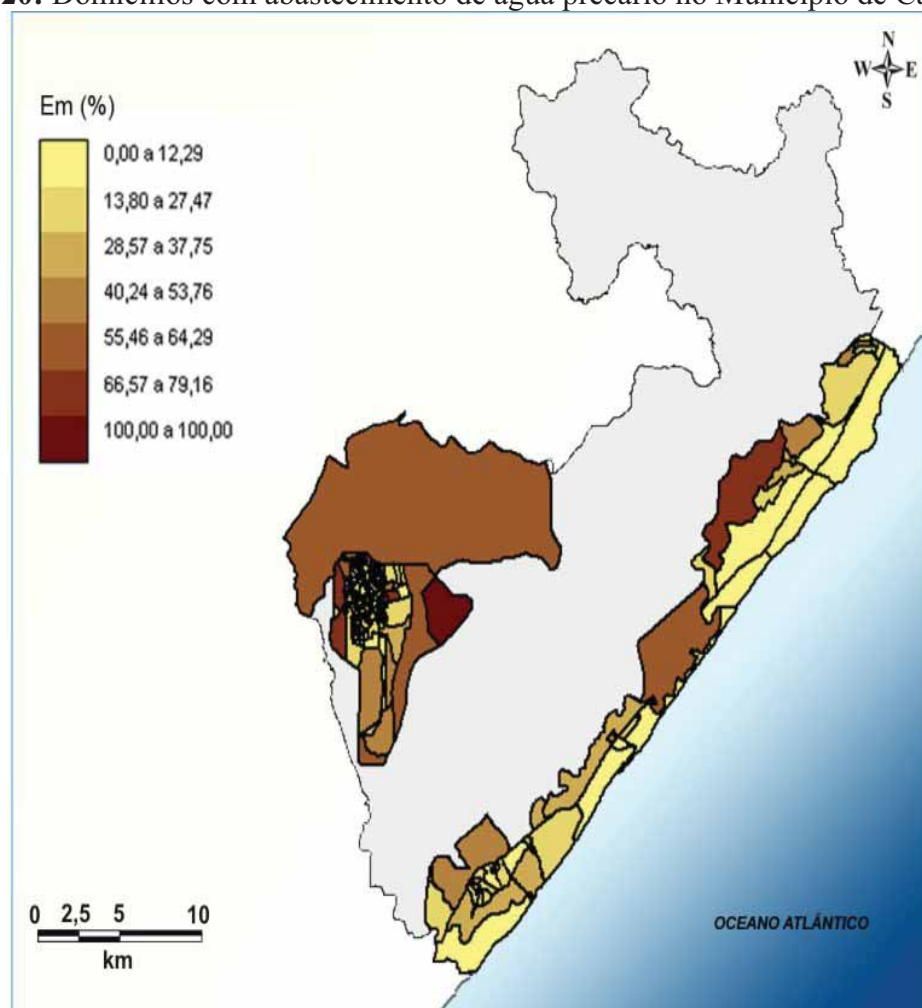 20: Domicílios com abastecimento de água precário no Município de
N
W E
S
Em (%)
0,00 a 12,29
13,80 a 27,47
28,57 a 37,75
40,24 a 53,76
55,46 a 64,29
66,57 a 79,16
100,00 a 100,00
0 2,5 5 10
km
OCEANO ATLÂNTICO